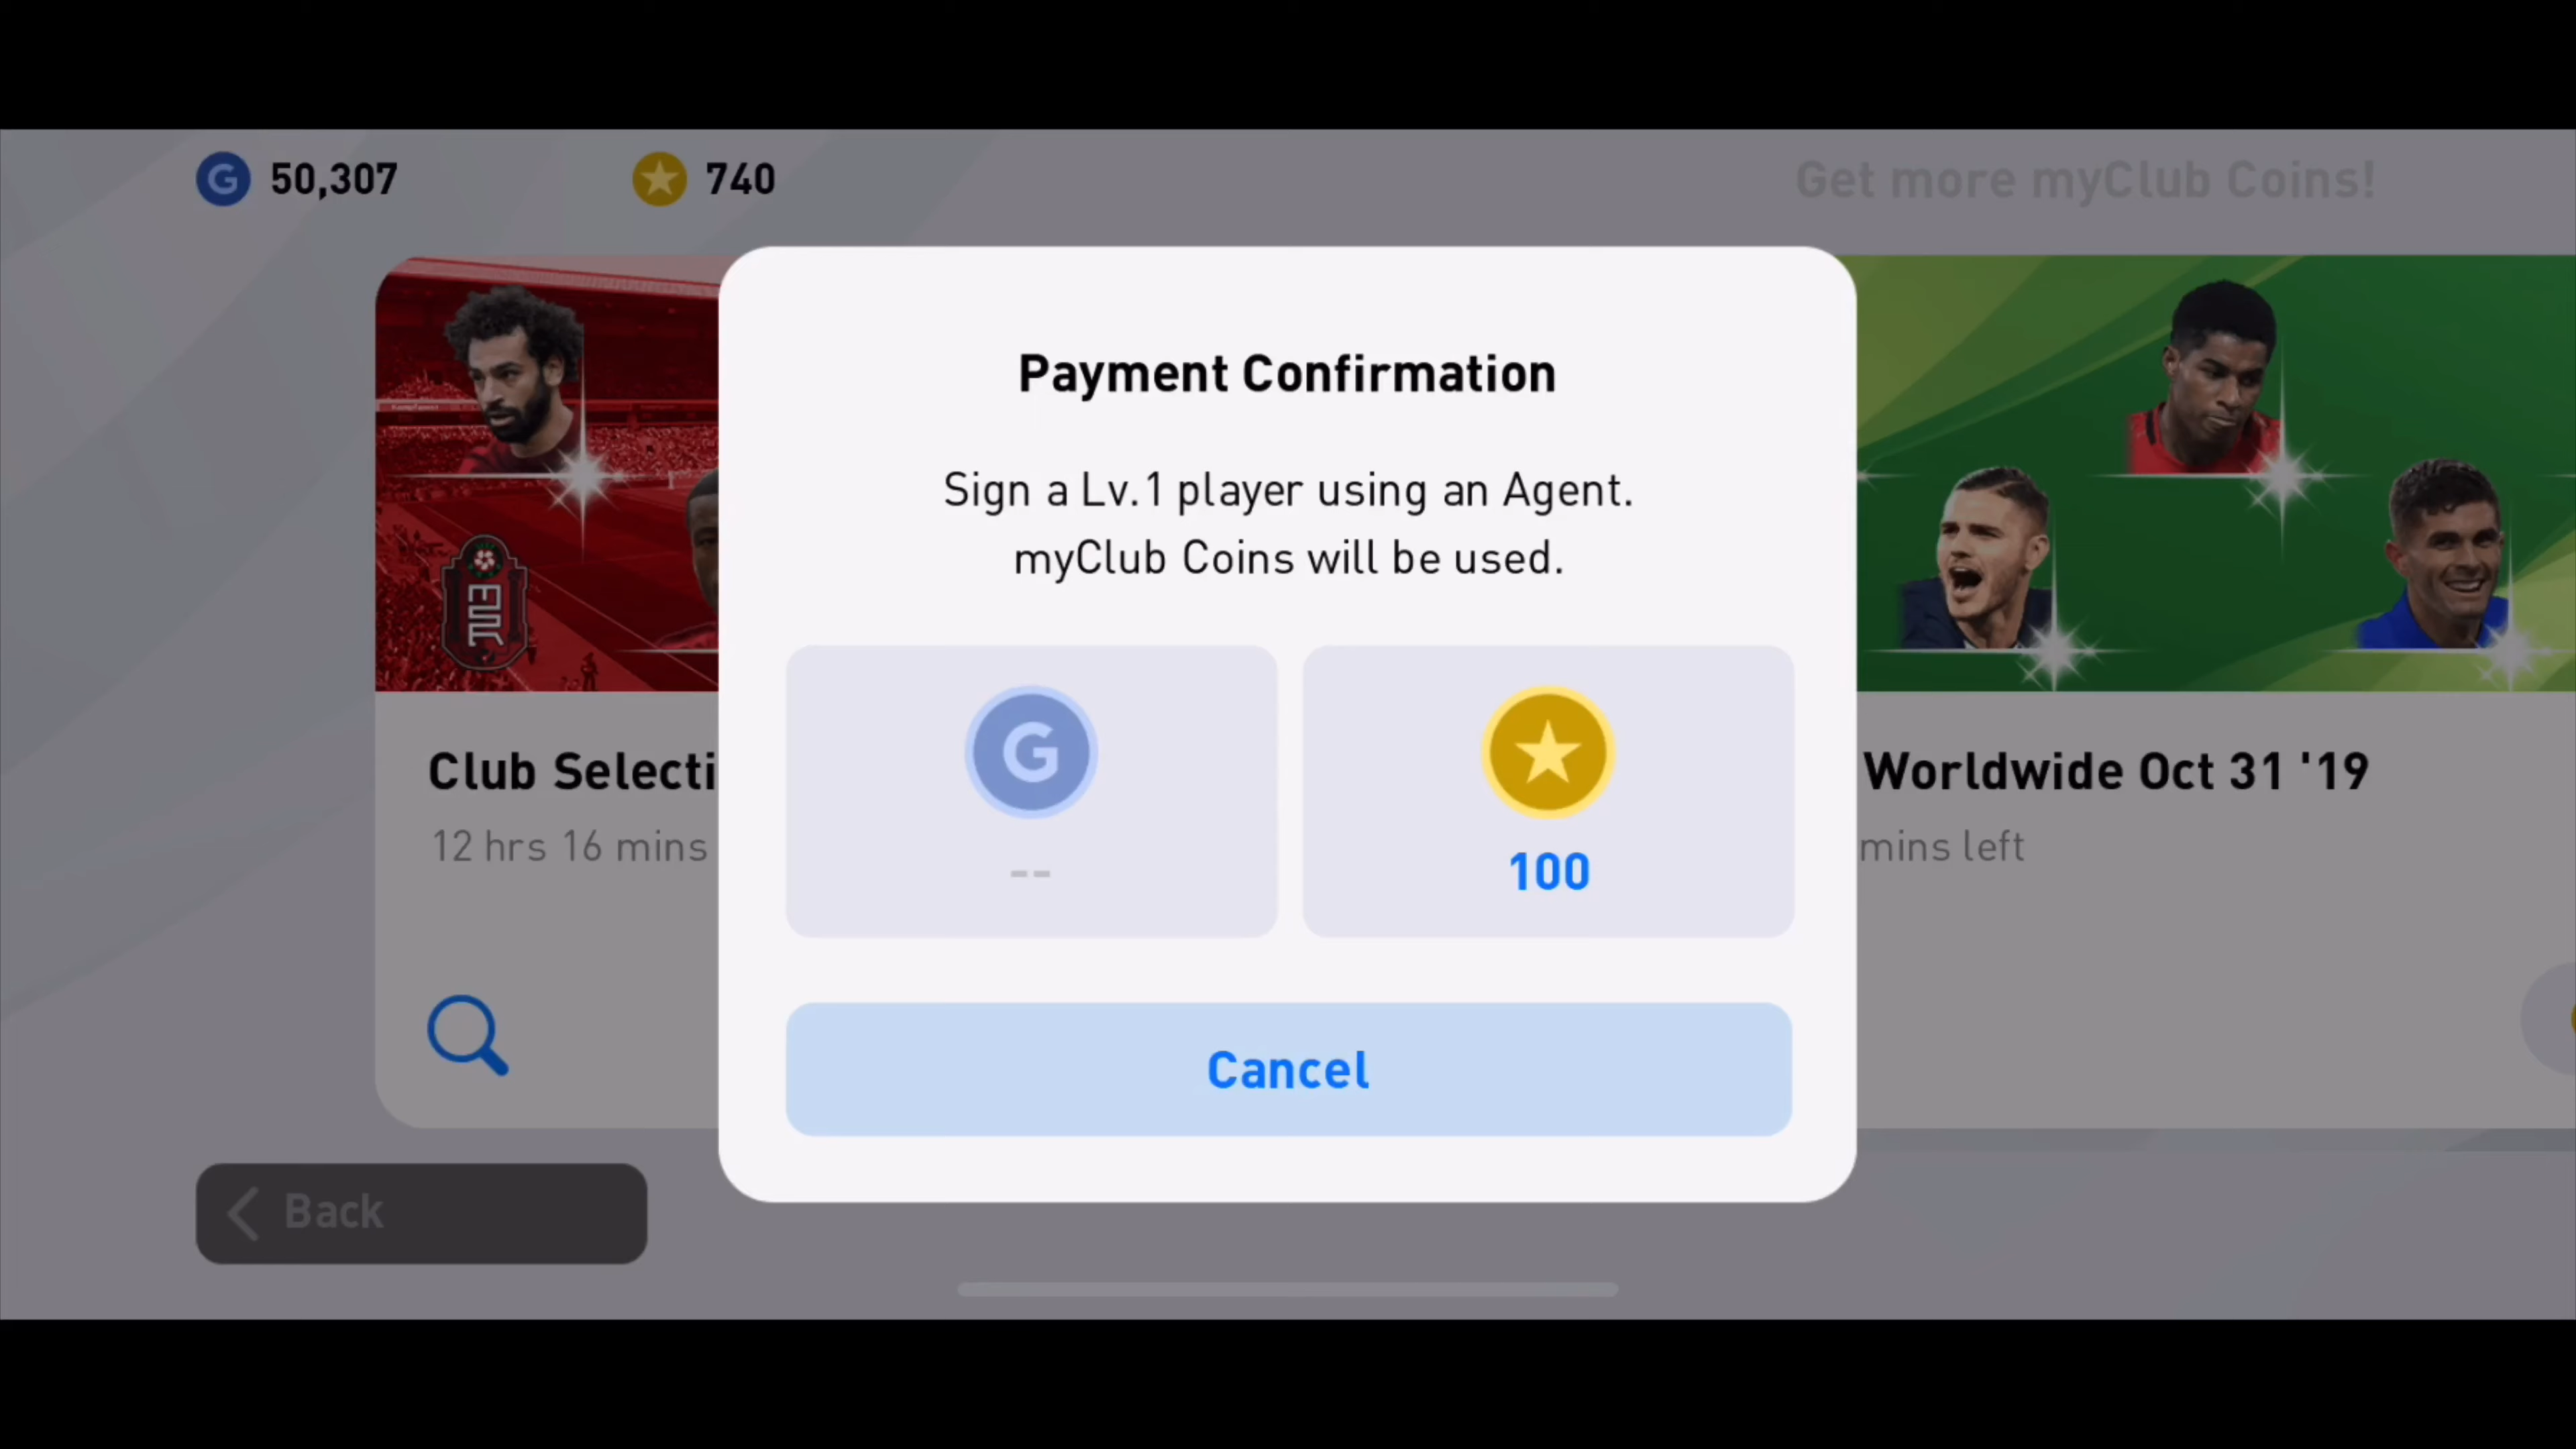 50,307
740
Get more myClub Coins!
Payment Confirmation
Sign a Lv.1 player using an Agent.
myClub Coins will be used.
--
100
Cancel
Club Selecti
12 hrs 16 mins
Worldwide Oct 31 '19
mins left
Back